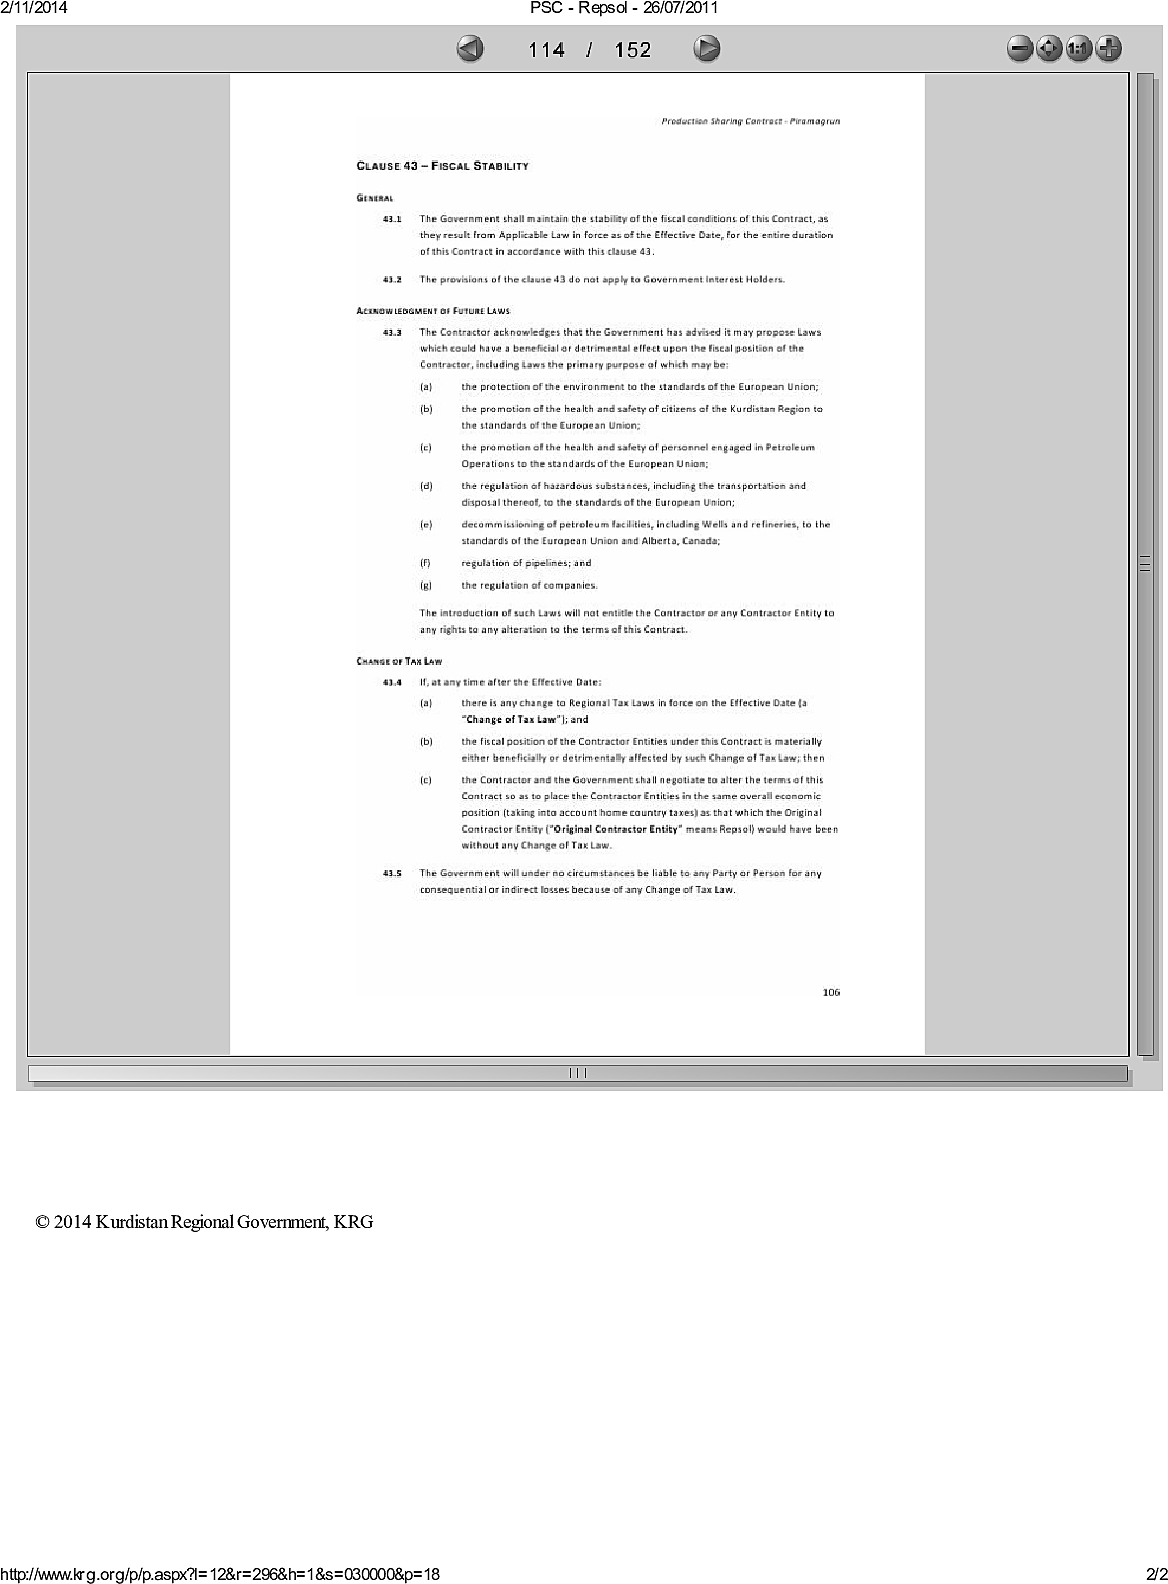 2/11/2014
PSC - Repsol - 26/07/2011
114 / 152
1:1
Production Sharing Contract - Piramagrun
CLAUSE 43 – FISCAL STABILITY
GENERAL
43.1 The Government shall maintain the stability of the fiscal conditions of this Contract, as
they result from Applicable Law in force as of the Effective Date, for the entire duration
of this Contract in accordance with this clause 43.
43.2 The provisions of the clause 43 do not apply to Government Interest Holders.
ACKNOWLEDGMENT OF FUTURE LAWS
43.3 The Contractor acknowledges that the Government has advised it may propose Laws
which could have a beneficial or detrimental effect upon the fiscal position of the
Contractor, including Laws the primary purpose of which may be:
(a) the protection of the environment to the standards of the European Union;
(b) the promotion of the health and safety of citizens of the Kurdistan Region to
the standards of the European Union;
(c) the promotion of the health and safety of personnel engaged in Petroleum
Operations to the standards of the European Union;
(d) the regulation of hazardous substances, including the transportation and
disposal thereof, to the standards of the European Union;
(e) decommissioning of petroleum facilities, including Wells and refineries, to the
standards of the European Union and Alberta, Canada;
(f) regulation of pipelines; and
(g) the regulation of companies.
The introduction of such Laws will not entitle the Contractor or any Contractor Entity to
any rights to any alteration to the terms of this Contract.
CHANGE OF TAX LAW
43.4 If, at any time after the Effective Date:
(a) there is any change to Regional Tax Laws in force on the Effective Date (a
"Change of Tax Law"); and
(b) the fiscal position of the Contractor Entities under this Contract is materially
either beneficially or detrimentally affected by such Change of Tax Law; then
(c) the Contractor and the Government shall negotiate to alter the terms of this
Contract so as to place the Contractor Entities in the same overall economic
position (taking into account home country taxes) as that which the Original
Contractor Entity ("Original Contractor Entity" means Repsol) would have been
without any Change of Tax Law.
43.5 The Government will under no circumstances be liable to any Party or Person for any
consequential or indirect losses because of any Change of Tax Law.
106
© 2014 Kurdistan Regional Government, KRG
http://www.krg.org/p/p.aspx?l=12&r=296&h=1&s=030000&p=18
2/2